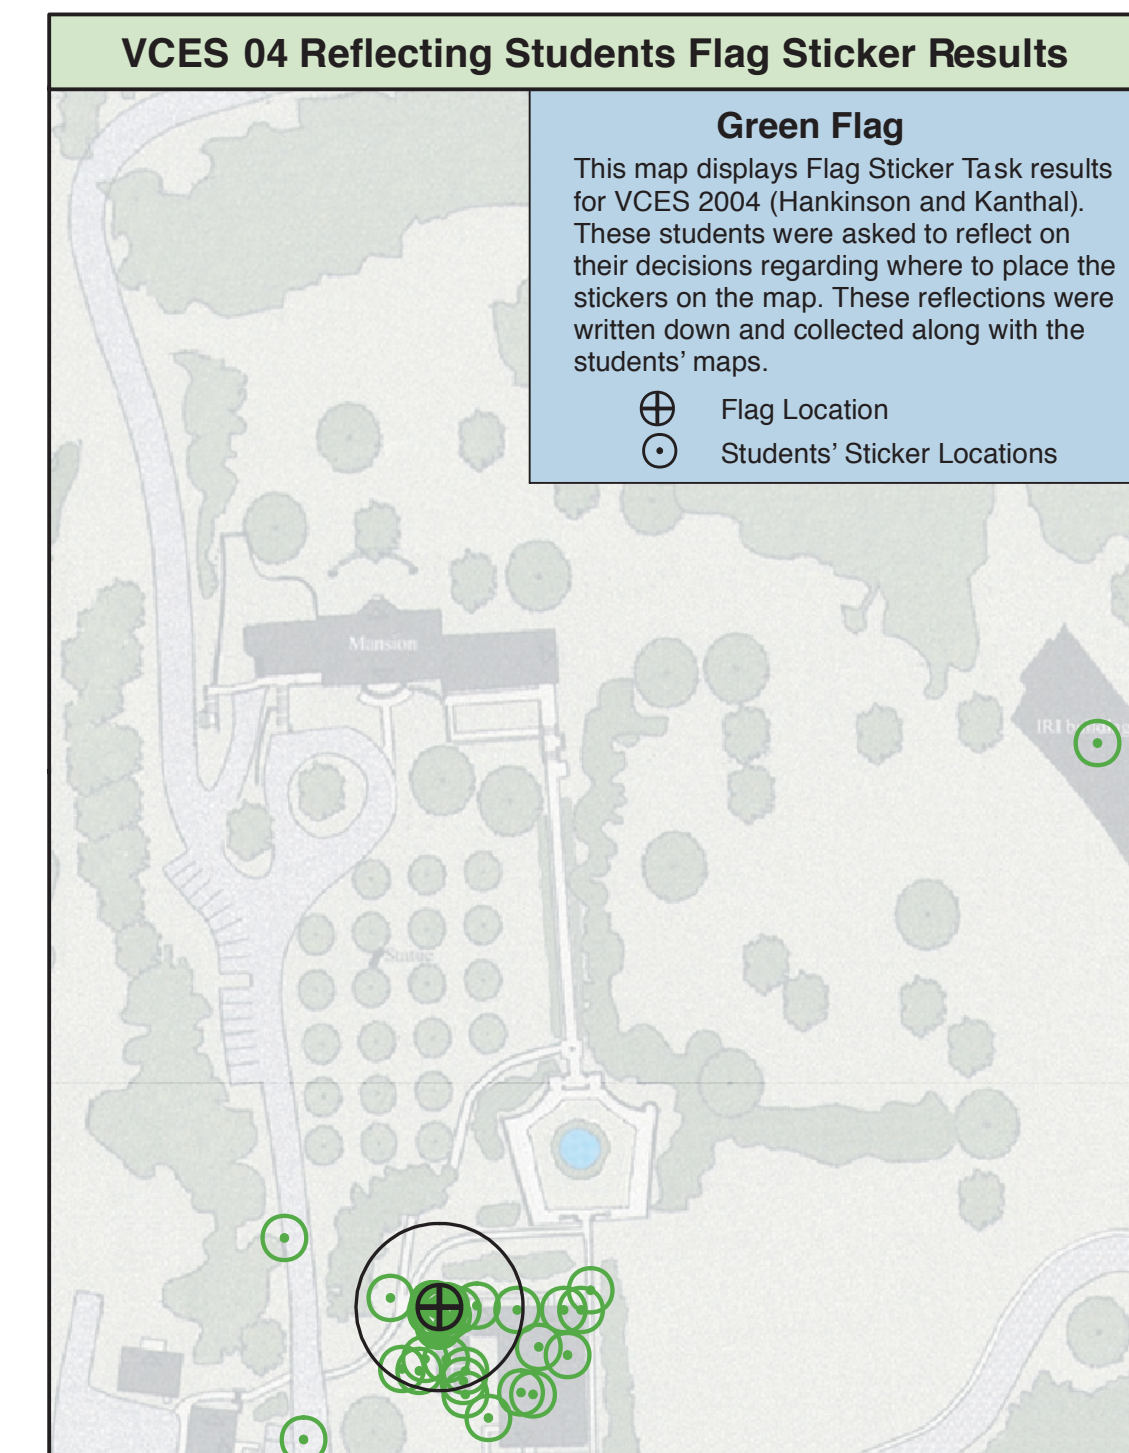 VCES 04 Reflecting Students Flag Sticker Results
Green Flag
This map displays Flag Sticker Task results
for VCES 2004 (Hankinson and Kanthal).
These students were asked to reflect on
their decisions regarding where to place the
stickers on the map. These reflections were
written down and collected along with the
students’ maps.
Flag Location
Students’ Sticker Locations
Mansion
IRI building
Statue